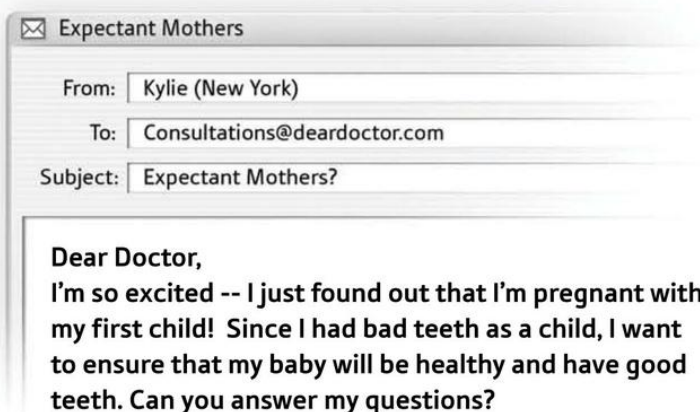 Expectant Mothers
From: Kylie (New York)
To: Consultations@deardoctor.com
Subject: Expectant Mothers?
Dear Doctor,
I'm so excited -- I just found out that I'm pregnant with
my first child! Since I had bad teeth as a child, I want
to ensure that my baby will be healthy and have good
teeth. Can you answer my questions?